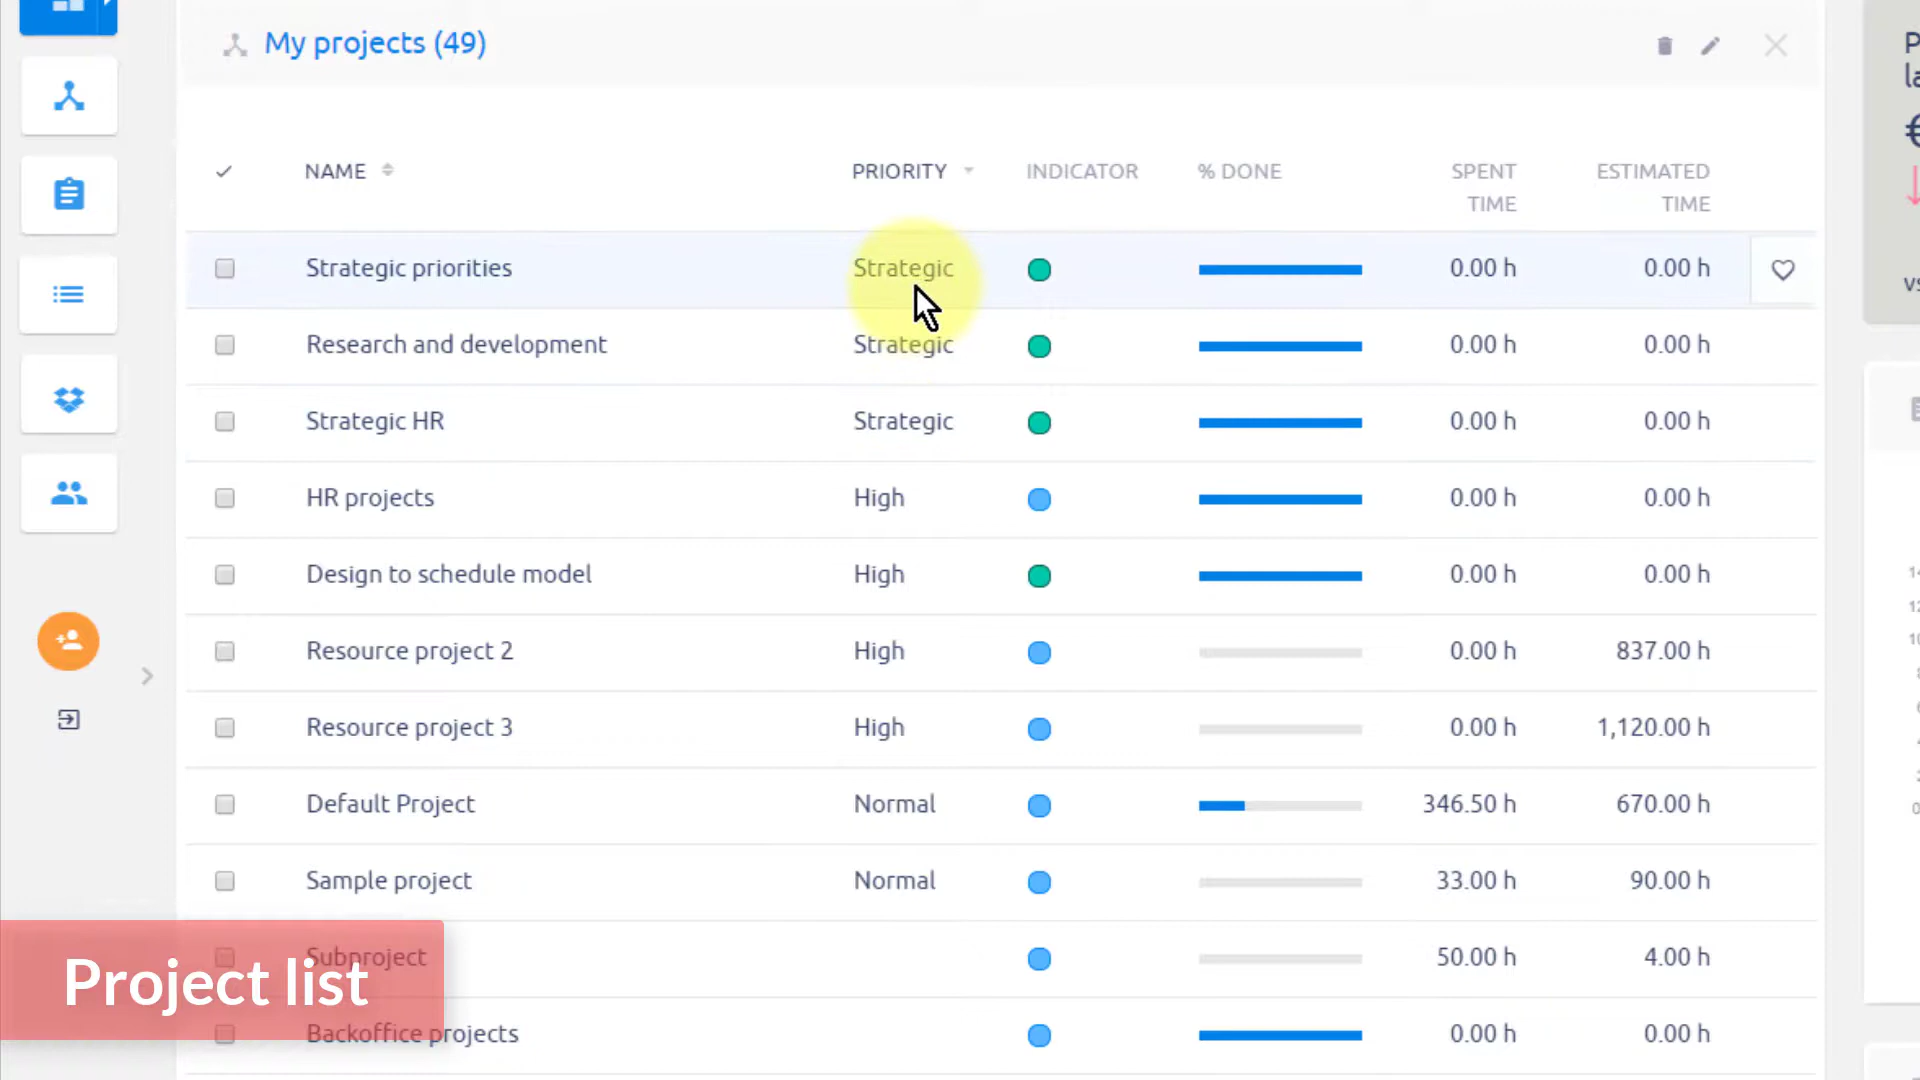 My projects (49)
NAME PRIORITY INDICATOR % DONE SPENT TIME ESTIMATED TIME
Strategic priorities Strategic 0.00 h 0.00 h
Research and development Strategic 0.00 h 0.00 h
Strategic HR Strategic 0.00 h 0.00 h
HR projects High 0.00 h 0.00 h
Design to schedule model High 0.00 h 0.00 h
Resource project 2 High 0.00 h 837.00 h
Resource project 3 High 0.00 h 1,120.00 h
Default Project Normal 346.50 h 670.00 h
Sample project Normal 33.00 h 90.00 h
Subproject 50.00 h 4.00 h
Backoffice projects 0.00 h 0.00 h
Project list
€
14
12
10